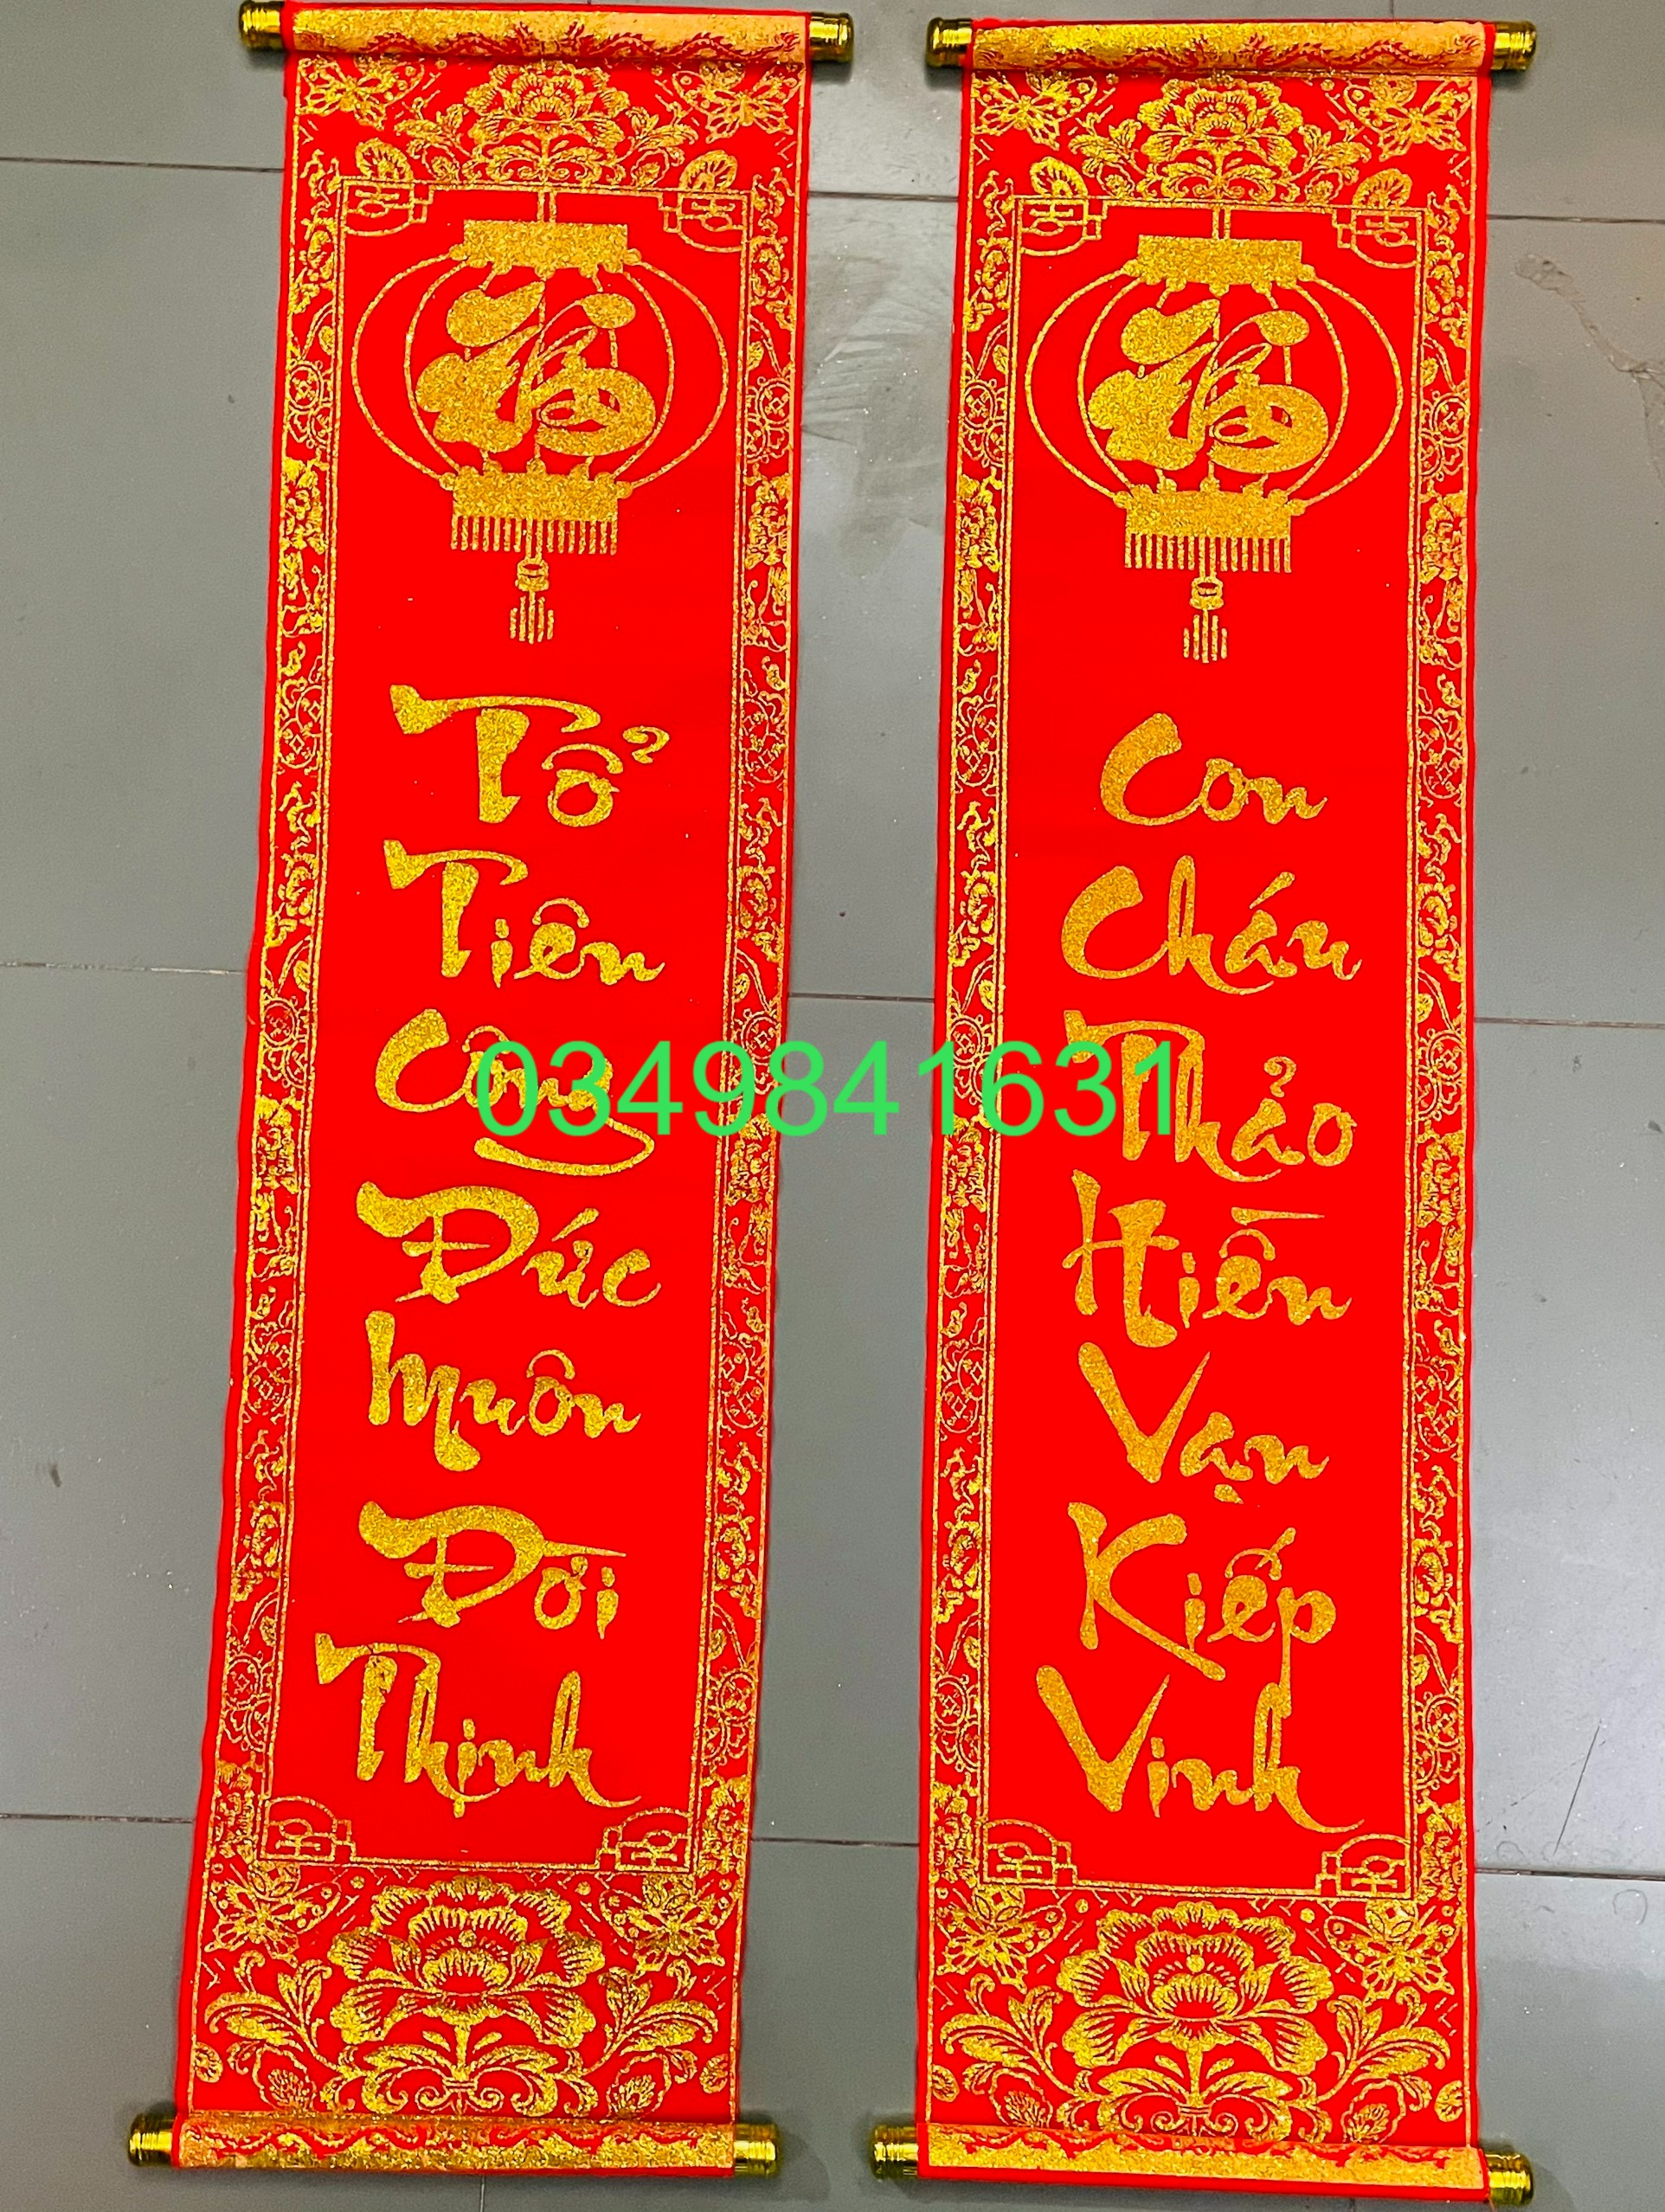 福
Tổ
Tiên
Công
Đức
Muôn
Đời
Thịnh
福
Con
Cháu
Thảo
Hiền
Vạn
Kiếp
Vinh
0349841631